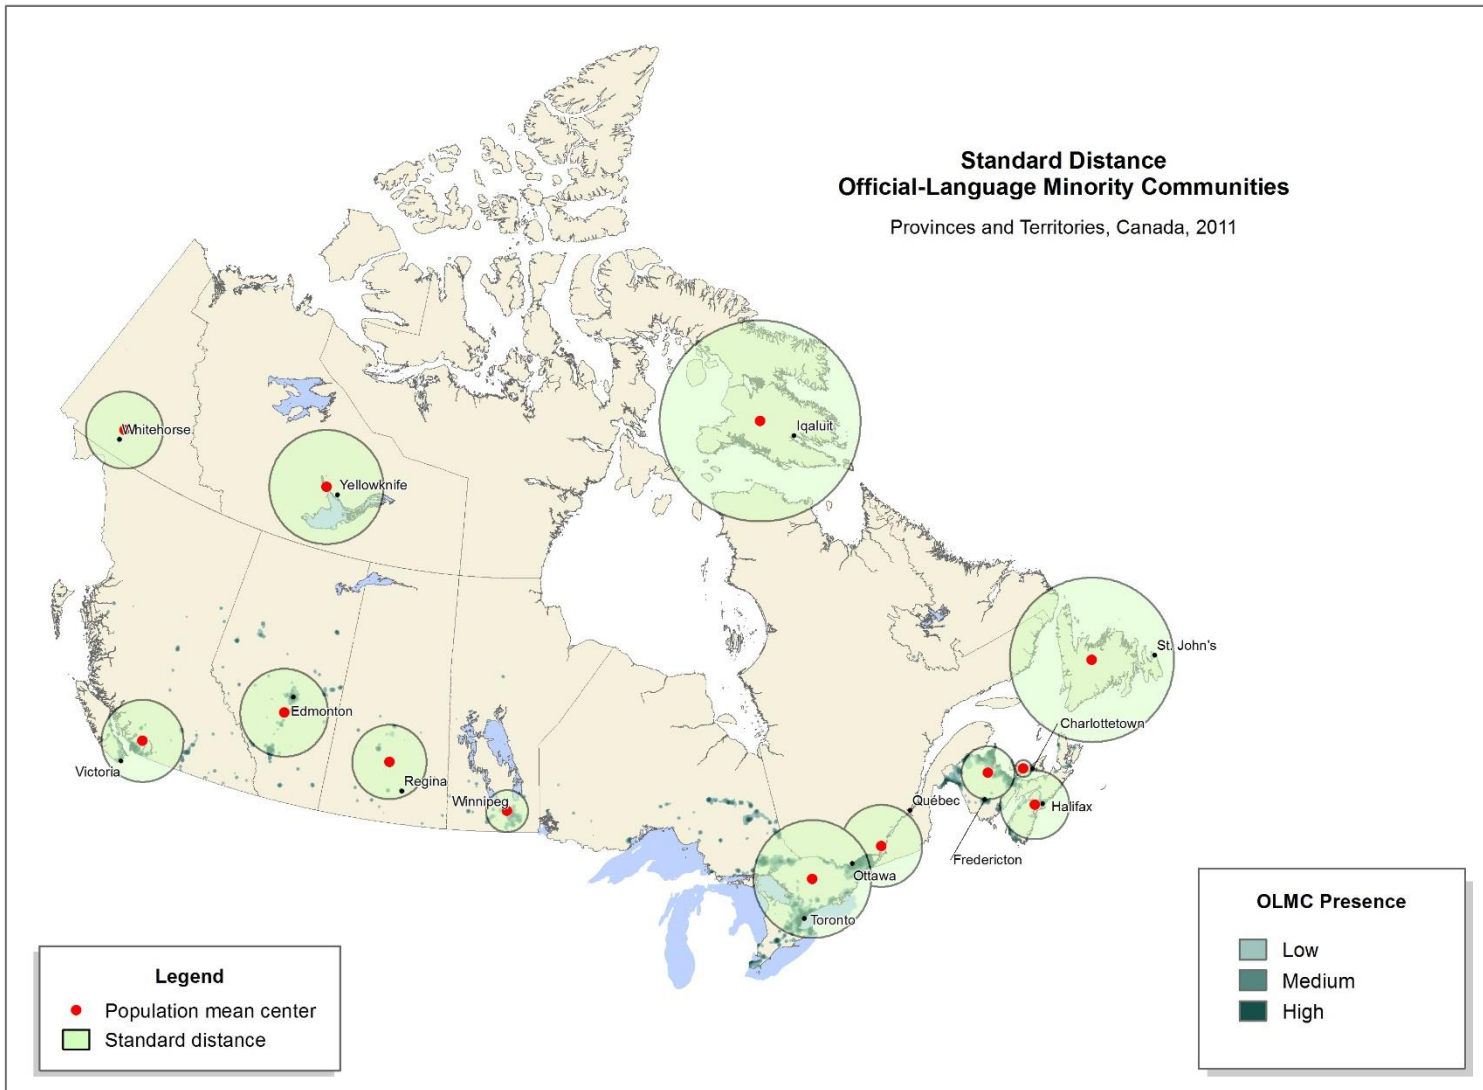 Standard Distance
Official-Language Minority Communities
Provinces and Territories, Canada, 2011
Iqaluit
Whitehorse
Yellowknife
St. John's
Edmonton
Charlottetown
Victoria
Regina
Winnipeg
Québec
Halifax
Fredericton
Ottawa
Toronto
Legend
Population mean center
Standard distance
OLMC Presence
Low
Medium
High